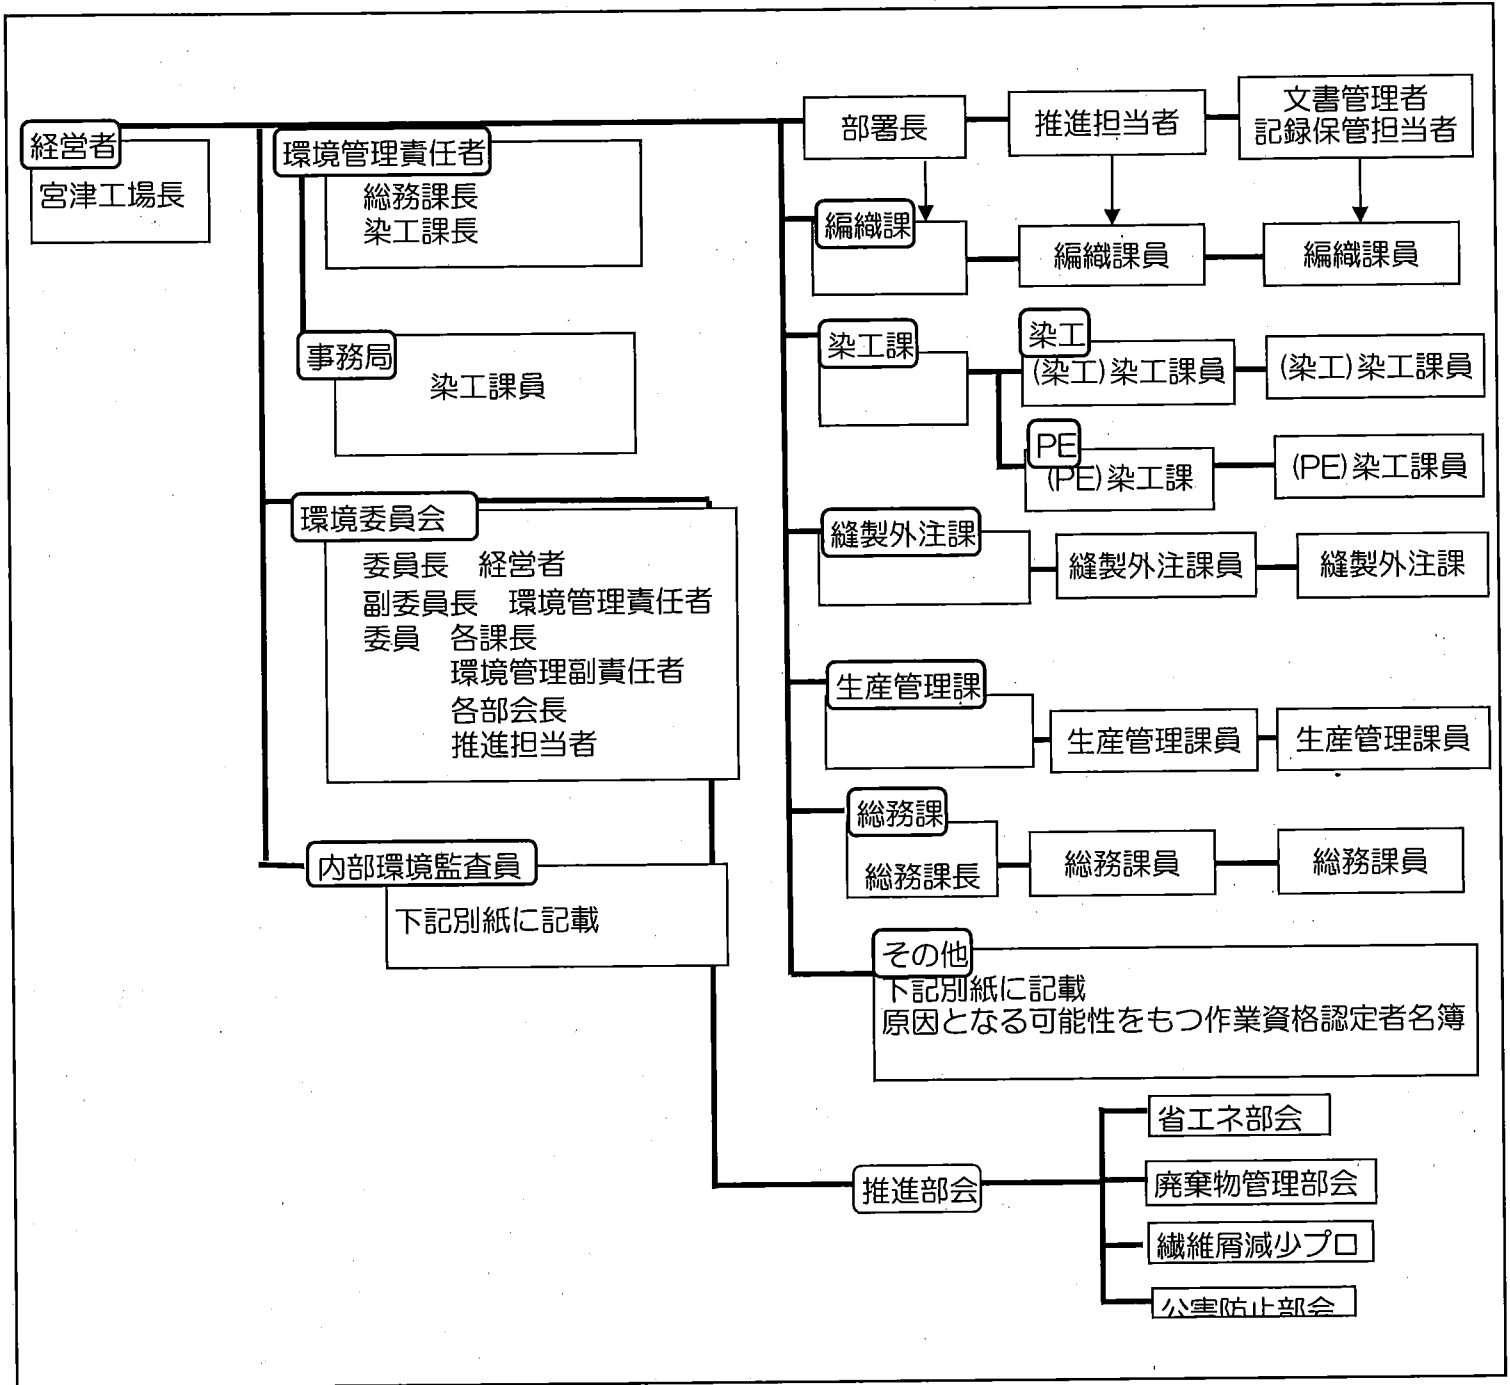 経営者
宮津工場長
環境管理責任者
総務課長
染工課長
事務局
染工課員
環境委員会
委員長 経営者
副委員長 環境管理責任者
委員 各課長
環境管理副責任者
各部会長
推進担当者
内部環境監査員
下記別紙に記載
部署長
推進担当者
文書管理者
記録保管担当者
編織課
編織課員
編織課員
染工課
染工
(染工)染工課員
(染工)染工課員
PE
(PE)染工課
(PE)染工課員
縫製外注課
縫製外注課員
縫製外注課
生産管理課
生産管理課員
生産管理課員
総務課
総務課長
総務課員
総務課員
その他
下記別紙に記載
原因となる可能性をもつ作業資格認定者名簿
推進部会
省エネ部会
廃棄物管理部会
繊維屑減少プロ
公害防止部会